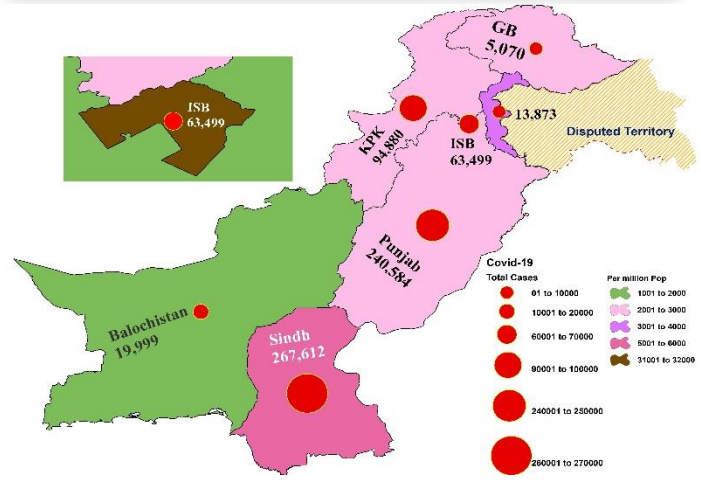 GB
5,070
ISB
63,499
13,873
Disputed Territory
KPK
94,880
ISB
63,499
Punjab
240,584
Balochistan
19,999
Sindh
267,612
Covid-19
Total Cases
01 to 10000
10001 to 20000
60001 to 70000
90001 to 100000
240001 to 250000
260001 to 270000
Per million Pop
1001 to 2000
2001 to 3000
3001 to 4000
5001 to 6000
31001 to 32000